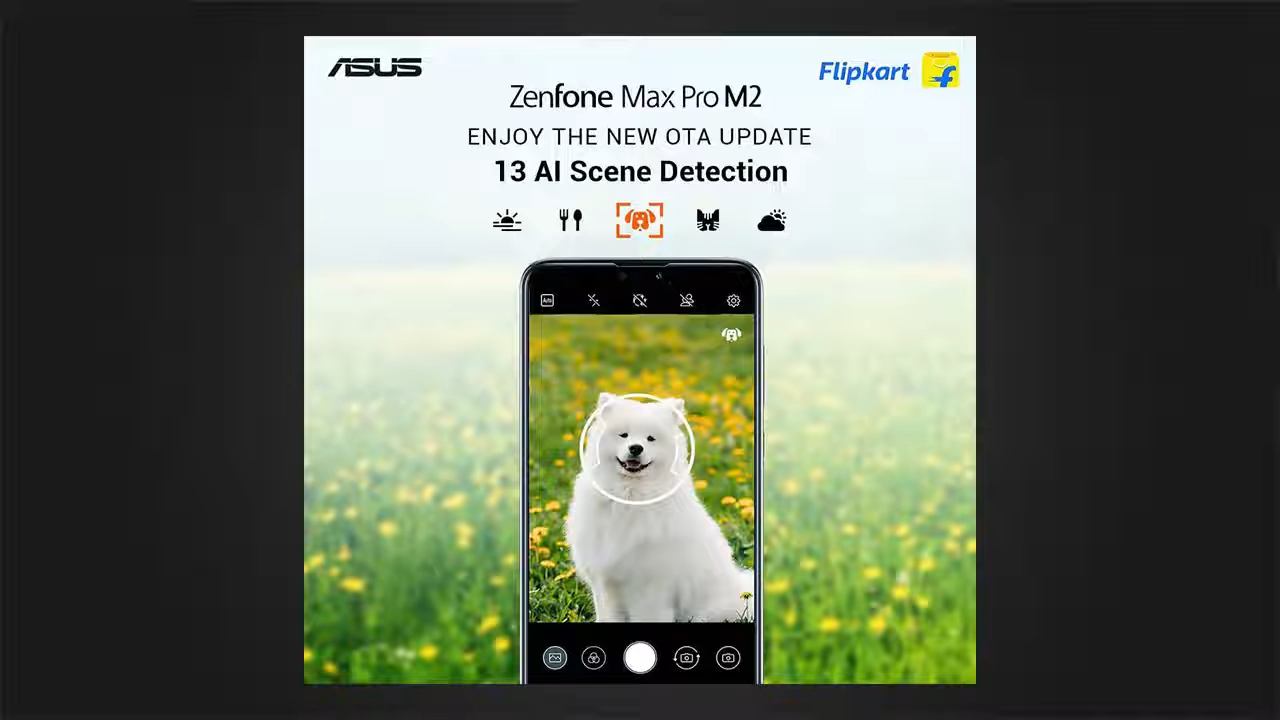 ASUS
Flipkart
Zenfone Max Pro M2
ENJOY THE NEW OTA UPDATE
13 AI Scene Detection